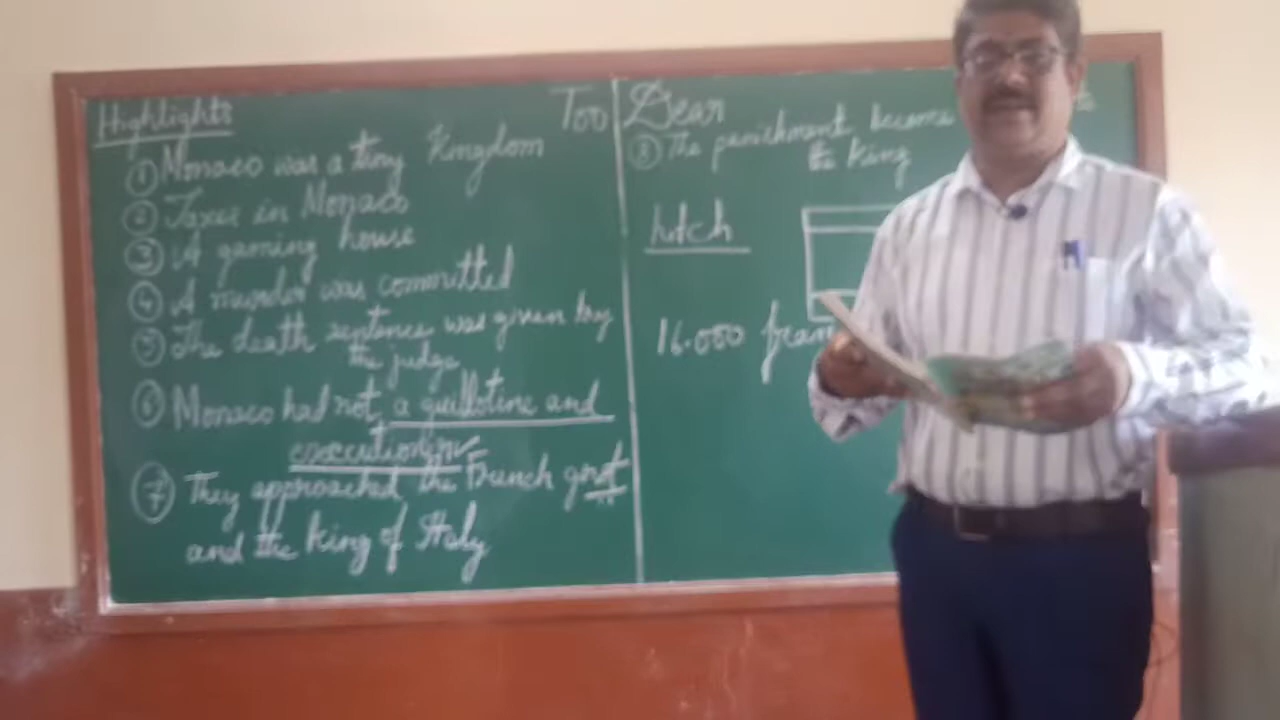 Highlights
Too Dear
① Monaco was a tiny Kingdom
② Taxes in Monaco
③ A gaming house
④ A murder was committed
⑤ The death sentence was given by
the judge
⑥ Monaco had not a guillotine and
executioner
⑦ They approached the French govt
and the King of Italy
⑧ The punishment became
King
hitch
16.000 fran